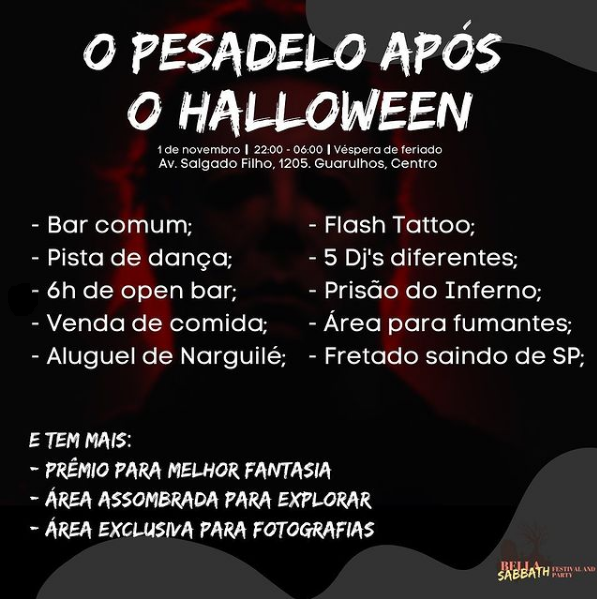 O PESADELO APÓS
O HALLOWEEN
1 de novembro | 22:00 - 06:00 | Véspera de feriado
Av. Salgado Filho, 1205. Guarulhos, Centro
- Bar comum;
- Pista de dança;
- 6h de open bar;
- Venda de comida;
- Aluguel de Narguilé;
- Flash Tattoo;
- 5 Dj's diferentes;
- Prisão do Inferno;
- Área para fumantes;
- Fretado saindo de SP;
E TEM MAIS:
- PRÊMIO PARA MELHOR FANTASIA
- ÁREA ASSOMBRADA PARA EXPLORAR
- ÁREA EXCLUSIVA PARA FOTOGRAFIAS
BELLA
SABBATH FESTIVAL AND
PARTY